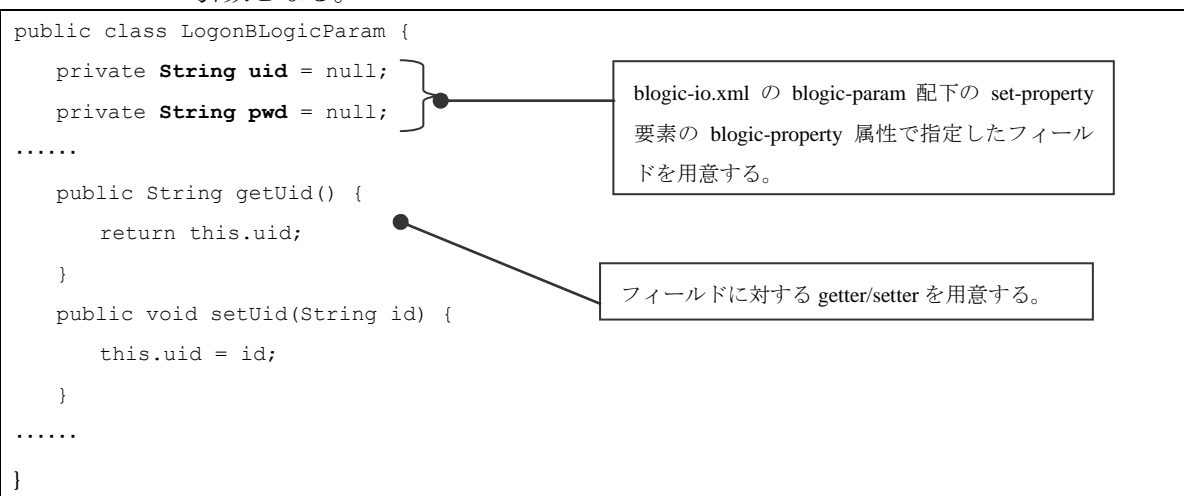 public class LogonBLogicParam {
private String uid = null;
private String pwd = null;
blogic-io.xml の blogic-param 配下の set-property
要素の blogic-property 属性で指定したフィール
ドを用意する。
......
public String getUid() {
return this.uid;
}
フィールドに対する getter/setter を用意する。
public void setUid(String id) {
this.uid = id;
}
......
}